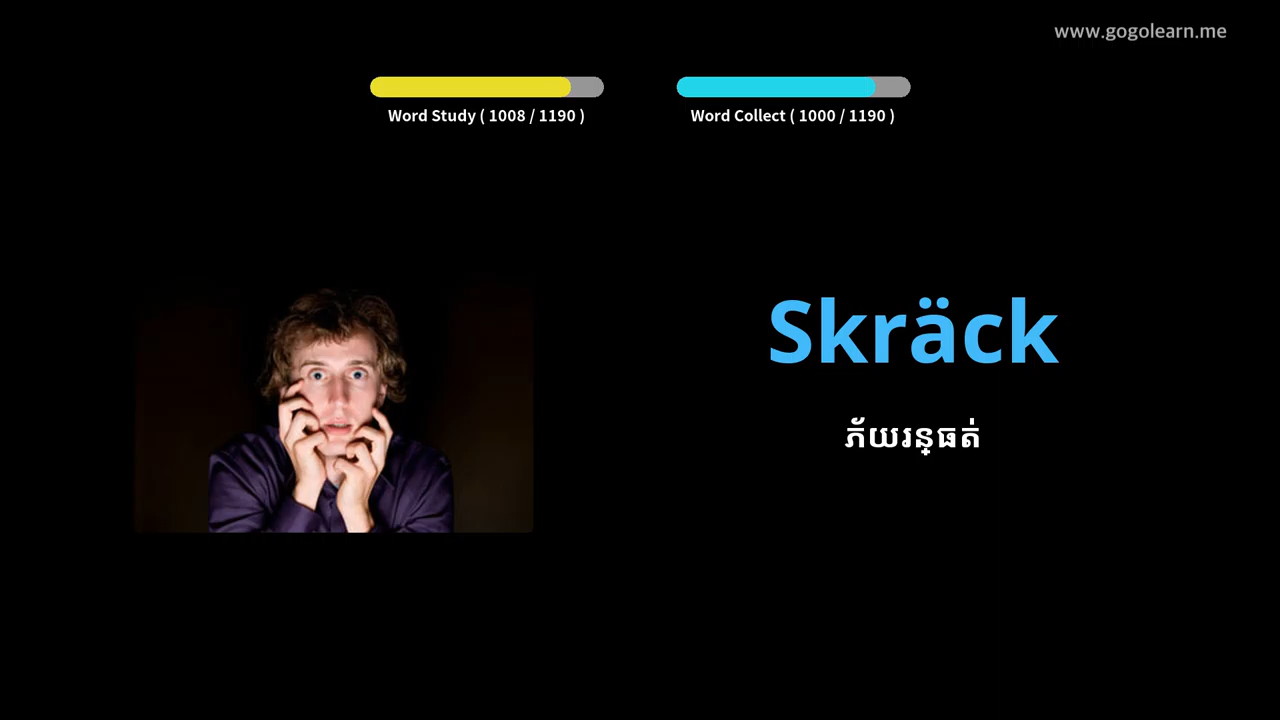 www.gogolearn.me
Word Study ( 1008 / 1190 )
Word Collect ( 1000 / 1190 )
Skräck
ភ័យរន្ធត់